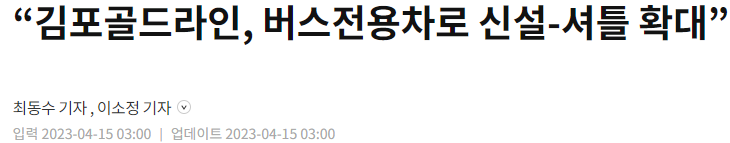 “김포골드라인, 버스전용차로 신설-셔틀 확대”
최동수 기자 , 이소정 기자
입력 2023-04-15 03:00 | 업데이트 2023-04-15 03:00